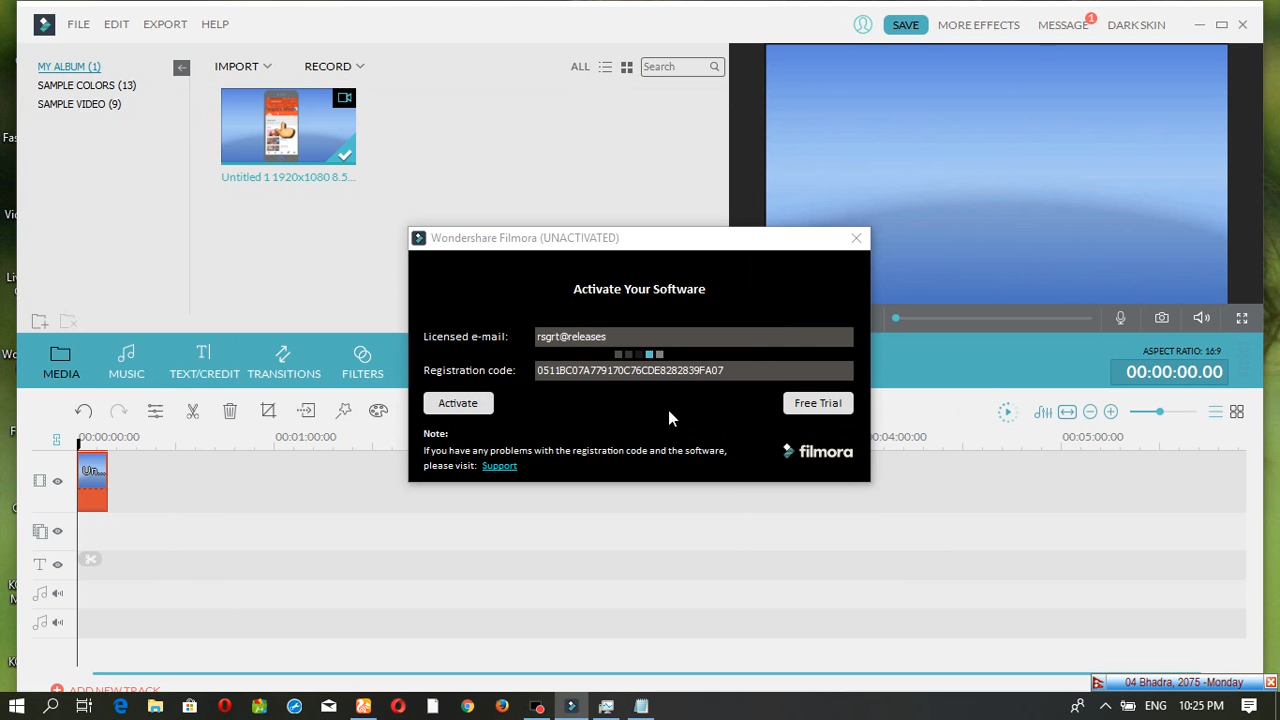 FILE EDIT EXPORT HELP
SAVE MORE EFFECTS MESSAGE 1 DARK SKIN
MY ALBUM (1)
SAMPLE COLORS (13)
SAMPLE VIDEO (9)
IMPORT RECORD ALL Search
Untitled 1 1920x1080 8.5...
Wondershare Filmora (UNACTIVATED)
Activate Your Software
Licensed e-mail: rsgrt@releases
Registration code: 0511BC07A779170C76CDE8282839FA07
Activate Free Trial
Note:
If you have any problems with the registration code and the software,
please visit: Support
filmora
MEDIA MUSIC TEXT/CREDIT TRANSITIONS FILTERS
ASPECT RATIO: 16:9
00:00:00.00
00:00:00:00 00:01:00:00 00:04:00:00 00:05:00:00
Un...
ADD NEW TRACK
04 Bhadra, 2075 -Monday
ENG 10:25 PM